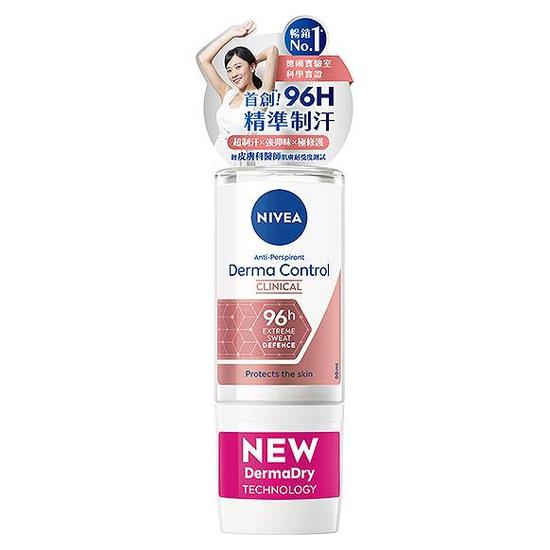 暢銷
No.1*
德國實驗室
科學實證
首創! 96H
精準制汗
超制汗×強抑味×極修護
經皮膚科醫師肌膚耐受度測試
NIVEA
Anti-Perspirant
Derma Control
CLINICAL
96h
EXTREME
SWEAT
DEFENCE
Protects the skin
50 ml
NEW
DermaDry
TECHNOLOGY